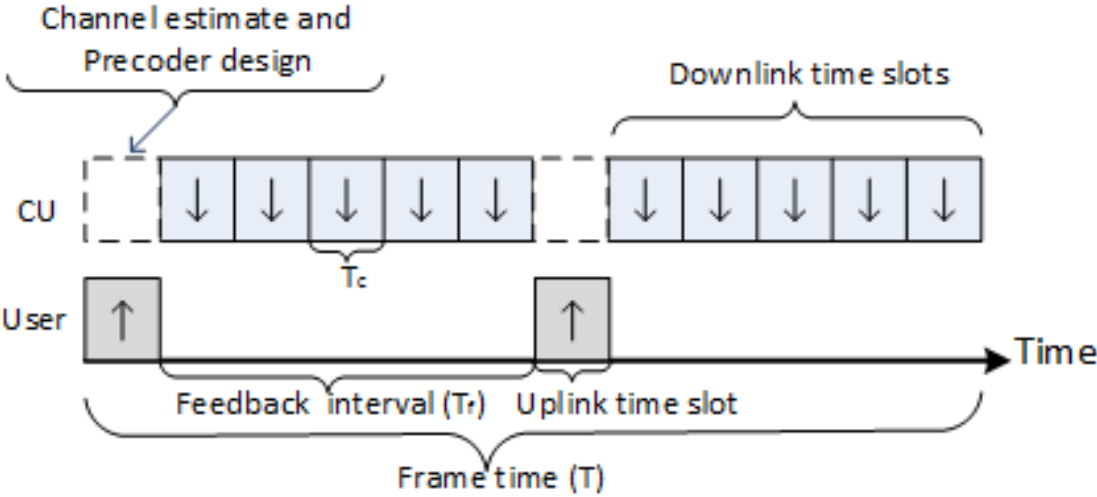 Channel estimate and
Precoder design
Downlink time slots
CU
Tc
User
Time
Feedback interval (Tr) Uplink time slot
Frame time (T)